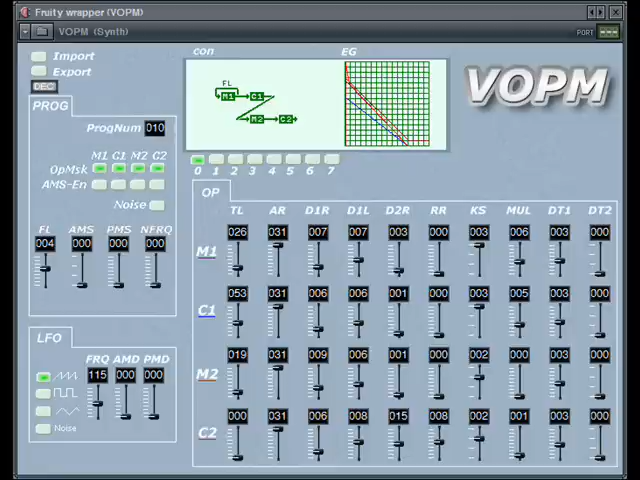 Fruity wrapper (VOPM)
VOPM (Synth) PORT ---
Import
Export
DEC
con EG
FL
M1 C1
M2 C2
VOPM
PROG
ProgNum 010
M1 C1 M2 C2
OpMsk
AMS-En
Noise
0 1 2 3 4 5 6 7
FL AMS PMS NFRQ
004 000 000 000
OP
TL AR D1R D1L D2R RR KS MUL DT1 DT2
M1 026 031 007 007 003 000 003 006 003 000
C1 053 031 006 006 001 000 003 005 003 000
M2 019 031 009 006 001 000 002 000 003 000
C2 000 031 006 008 015 008 002 001 003 000
LFO
FRQ AMD PMD
115 000 000
Noise